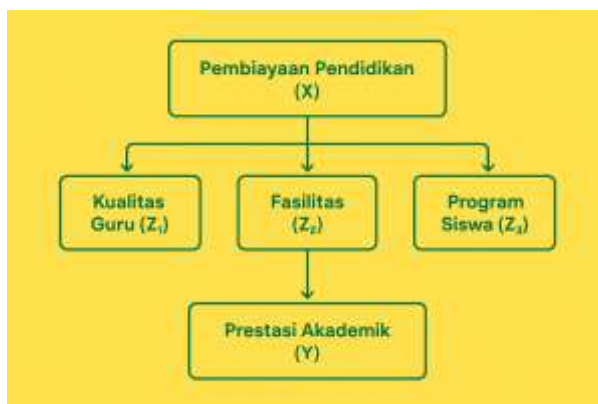 Pembiayaan Pendidikan
(X)
Kualitas
Guru (Z₁)
Fasilitas
(Z₂)
Program
Siswa (Z₃)
Prestasi Akademik
(Y)